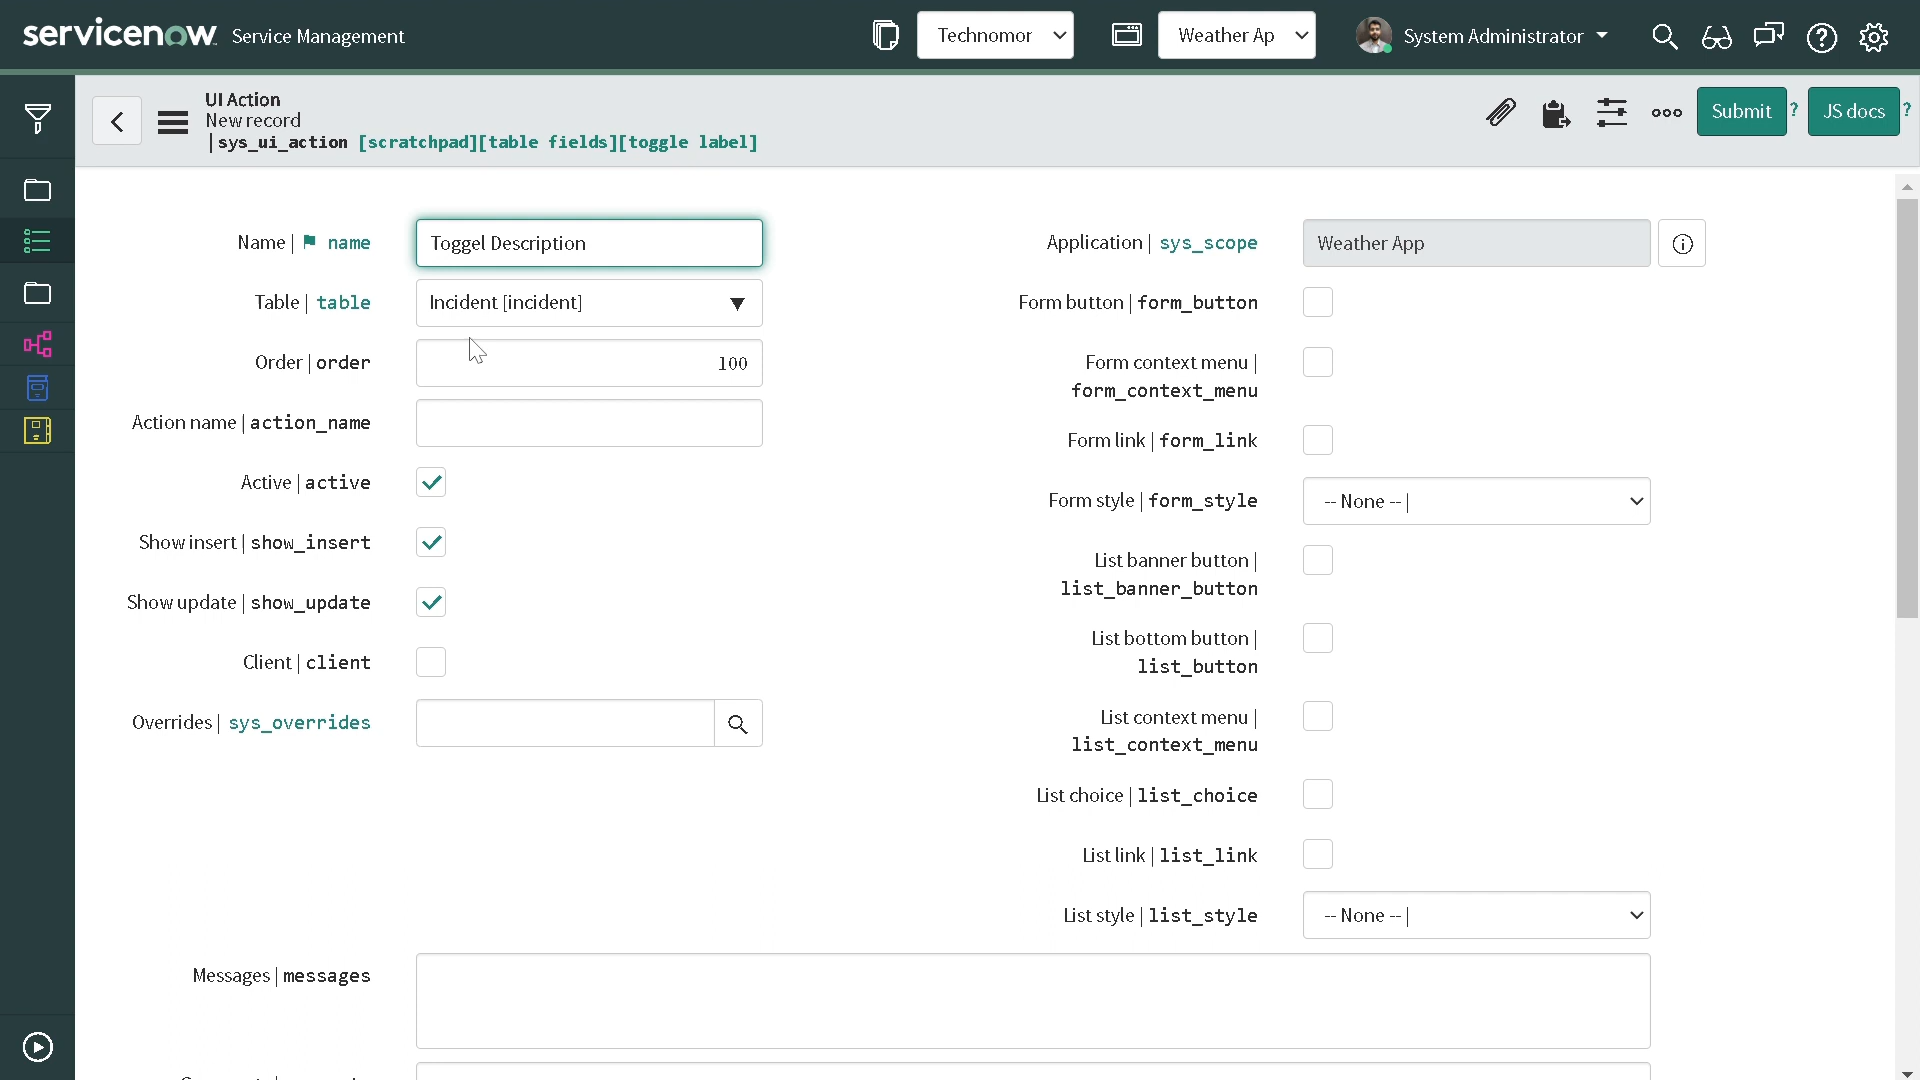 servicenow Service Management Technomor Weather Ap System Administrator
UI Action
New record
|sys_ui_action [scratchpad][table fields][toggle label]
Submit ? JS docs ?
Name | name Toggel Description
Table | table Incident [incident]
Order | order 100
Action name | action_name
Active | active
Show insert | show_insert
Show update | show_update
Client | client
Overrides | sys_overrides
Application | sys_scope Weather App
Form button | form_button
Form context menu |
form_context_menu
Form link | form_link
Form style | form_style -- None -- |
List banner button |
list_banner_button
List bottom button |
list_button
List context menu |
list_context_menu
List choice | list_choice
List link | list_link
List style | list_style -- None -- |
Messages | messages